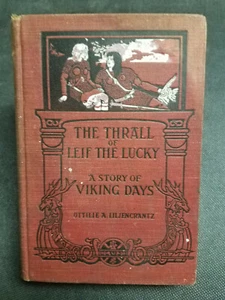 THE THRALL
OF
LEIF THE LUCKY
A STORY OF
VIKING DAYS
OTTILIE A. LILJENCRANTZ